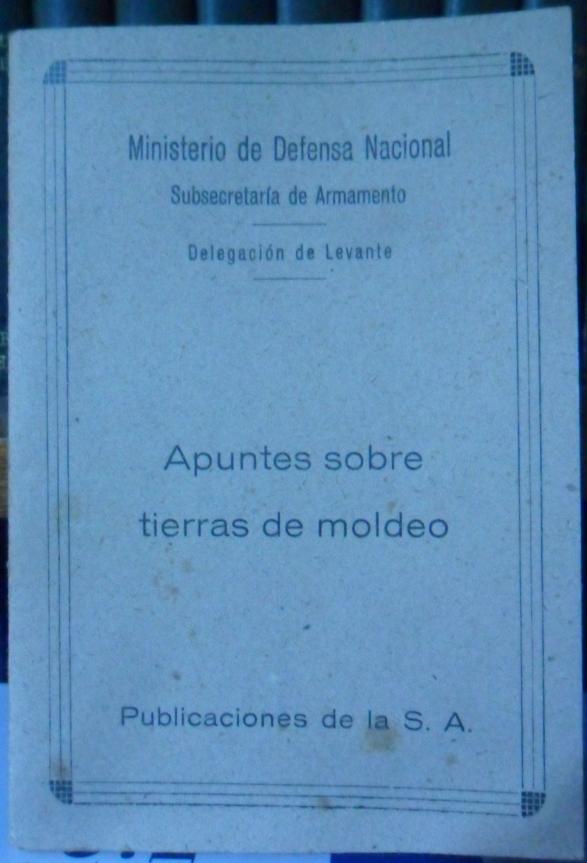 Ministerio de Defensa Nacional
Subsecretaría de Armamento
Delegación de Levante
Apuntes sobre
tierras de moldeo
Publicaciones de la S. A.